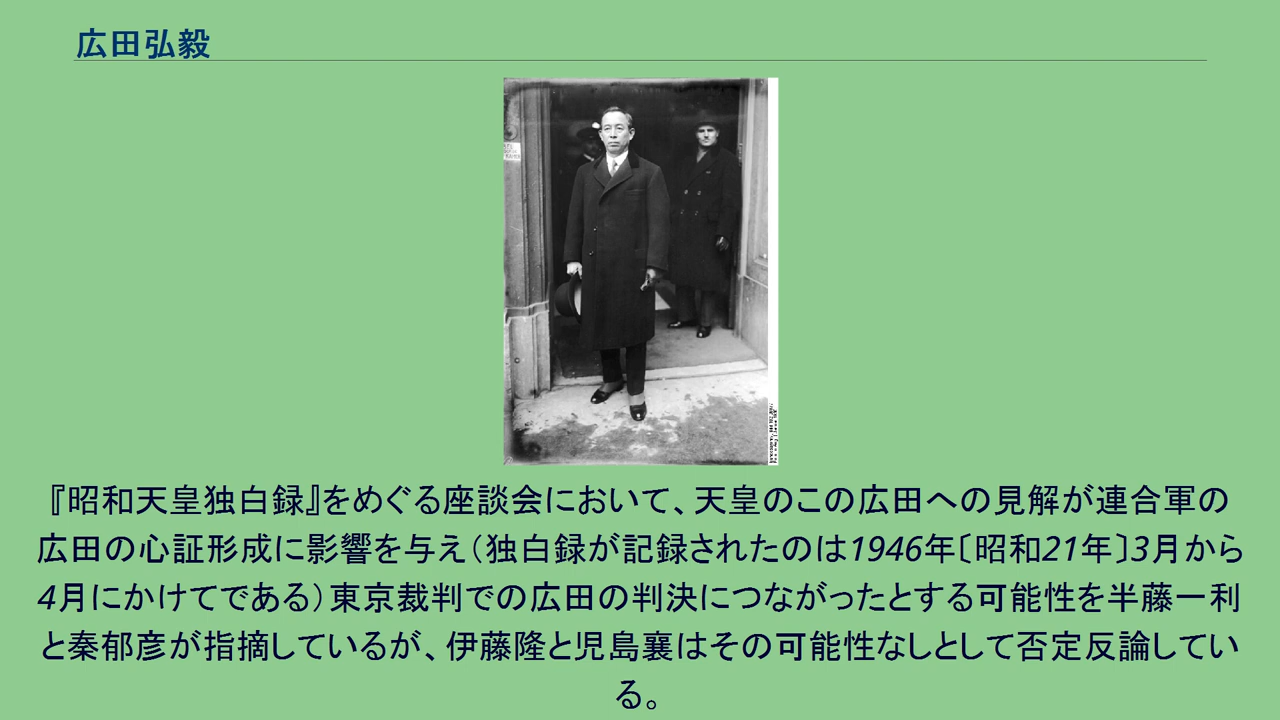 広田弘毅
『昭和天皇独白録』をめぐる座談会において、天皇のこの広田への見解が連合軍の
広田の心証形成に影響を与え（独白録が記録されたのは1946年〔昭和21年〕3月から
4月にかけてである）東京裁判での広田の判決につながったとする可能性を半藤一利
と秦郁彦が指摘しているが、伊藤隆と児島襄はその可能性なしとして否定反論してい
る。